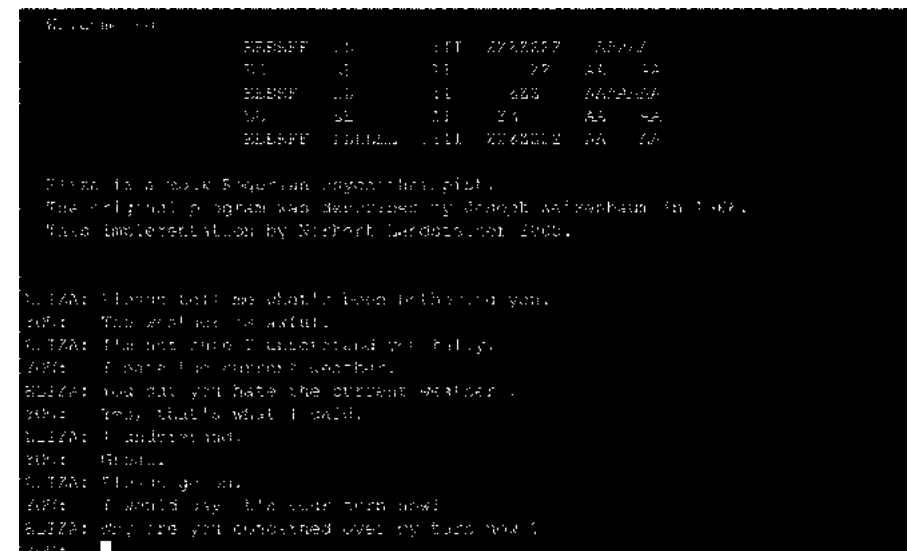 Welcome to
EEEEEE LL IIII ZZZZZZZ AAAAA
EE LL II ZZ AA AA
EEEEE LL II ZZZ AAAAAAA
EE LL II ZZ AA AA
EEEEEE LLLLLL IIII ZZZZZZZ AA AA
Eliza is a mock Rogerian psychotherapist.
The original program was described by Joseph Weizenbaum in 1966.
This implementation by Norbert Landsteiner 2005.
ELIZA: Please tell me what's been bothering you.
YOU: The weather is awful.
ELIZA: I'm not sure I understand you fully.
YOU: I hate the current weather.
ELIZA: You say you hate the current weather ?
YOU: Yes, that's what I said.
ELIZA: I understand.
YOU:
ELIZA: Please go on.
YOU: I would say it's your turn now!
ELIZA: Why are you concerned over my turn now ?
YOU: